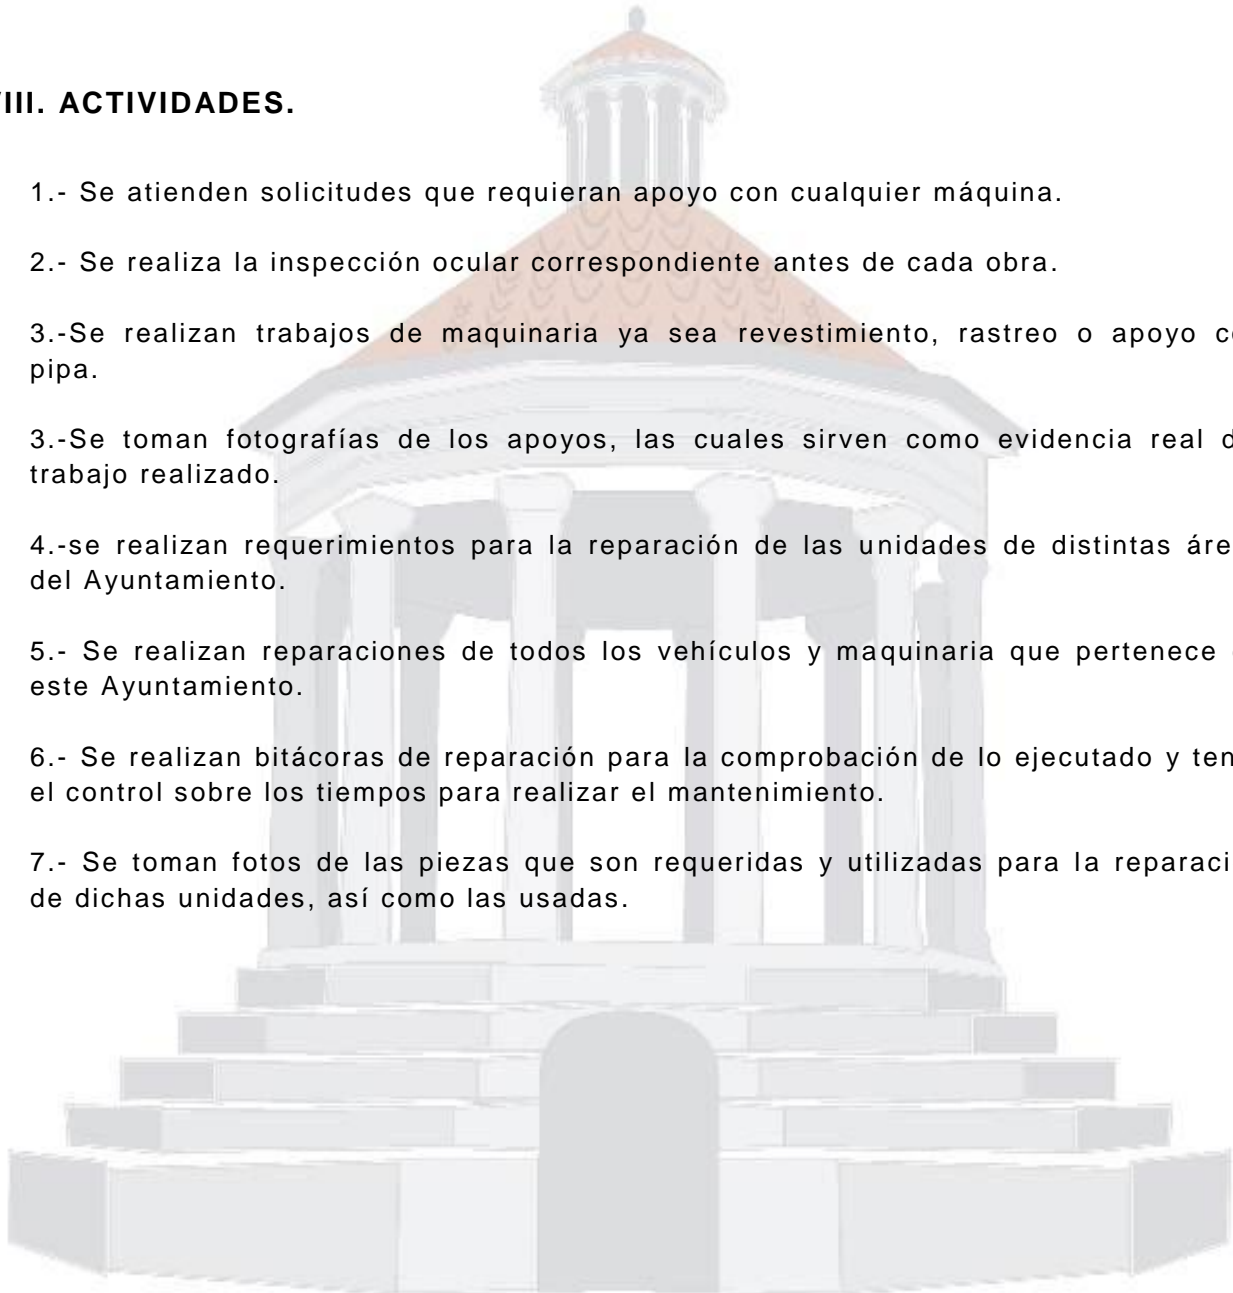 VIII. ACTIVIDADES.
1.- Se atienden solicitudes que requieran apoyo con cualquier máquina.
2.- Se realiza la inspección ocular correspondiente antes de cada obra.
3.-Se realizan trabajos de maquinaria ya sea revestimiento, rastreo o apoyo
pipa.
3.-Se toman fotografías de los apoyos, las cuales sirven como evidencia real
trabajo realizado.
4.-se realizan requerimientos para la reparación de las unidades de distintas
del Ayuntamiento.
5.- Se realizan reparaciones de todos los vehículos y maquinaria que pertenece
este Ayuntamiento.
6.- Se realizan bitácoras de reparación para la comprobación de lo ejecutado y
el control sobre los tiempos para realizar el mantenimiento.
7.- Se toman fotos de las piezas que son requeridas y utilizadas para la
de dichas unidades, así como las usadas.